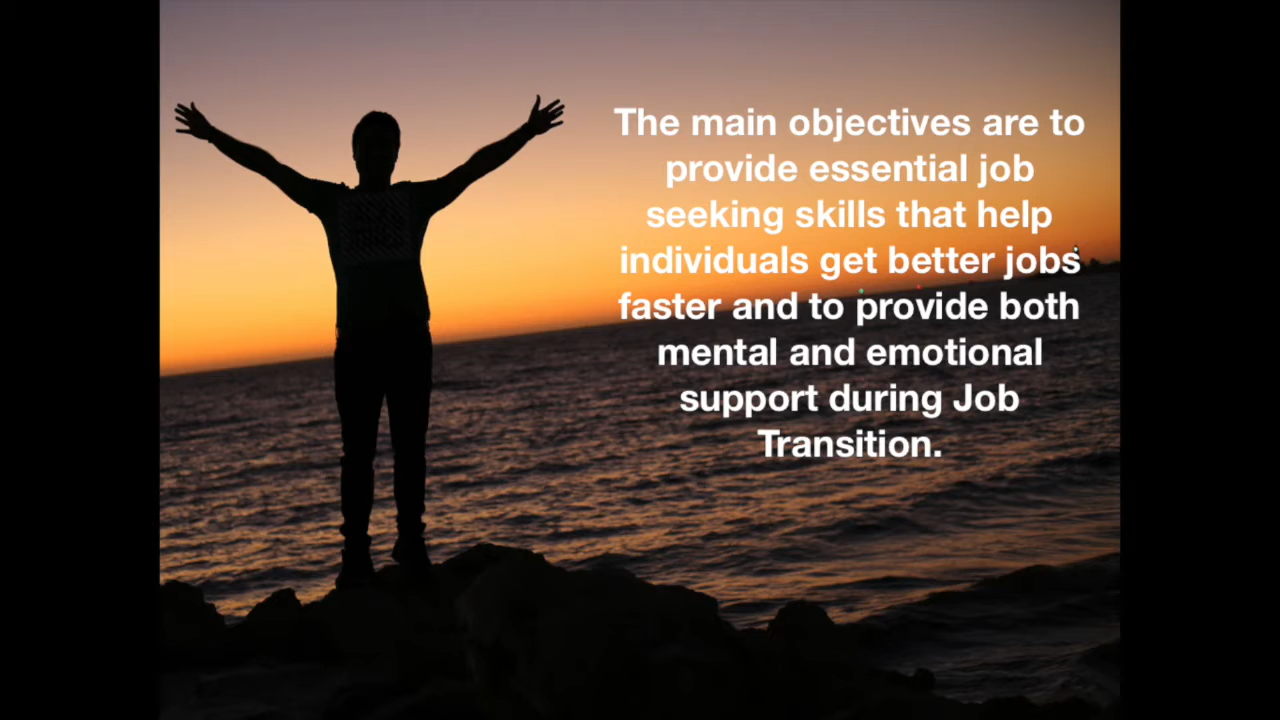 The main objectives are to
provide essential job
seeking skills that help
individuals get better jobs
faster and to provide both
mental and emotional
support during Job
Transition.